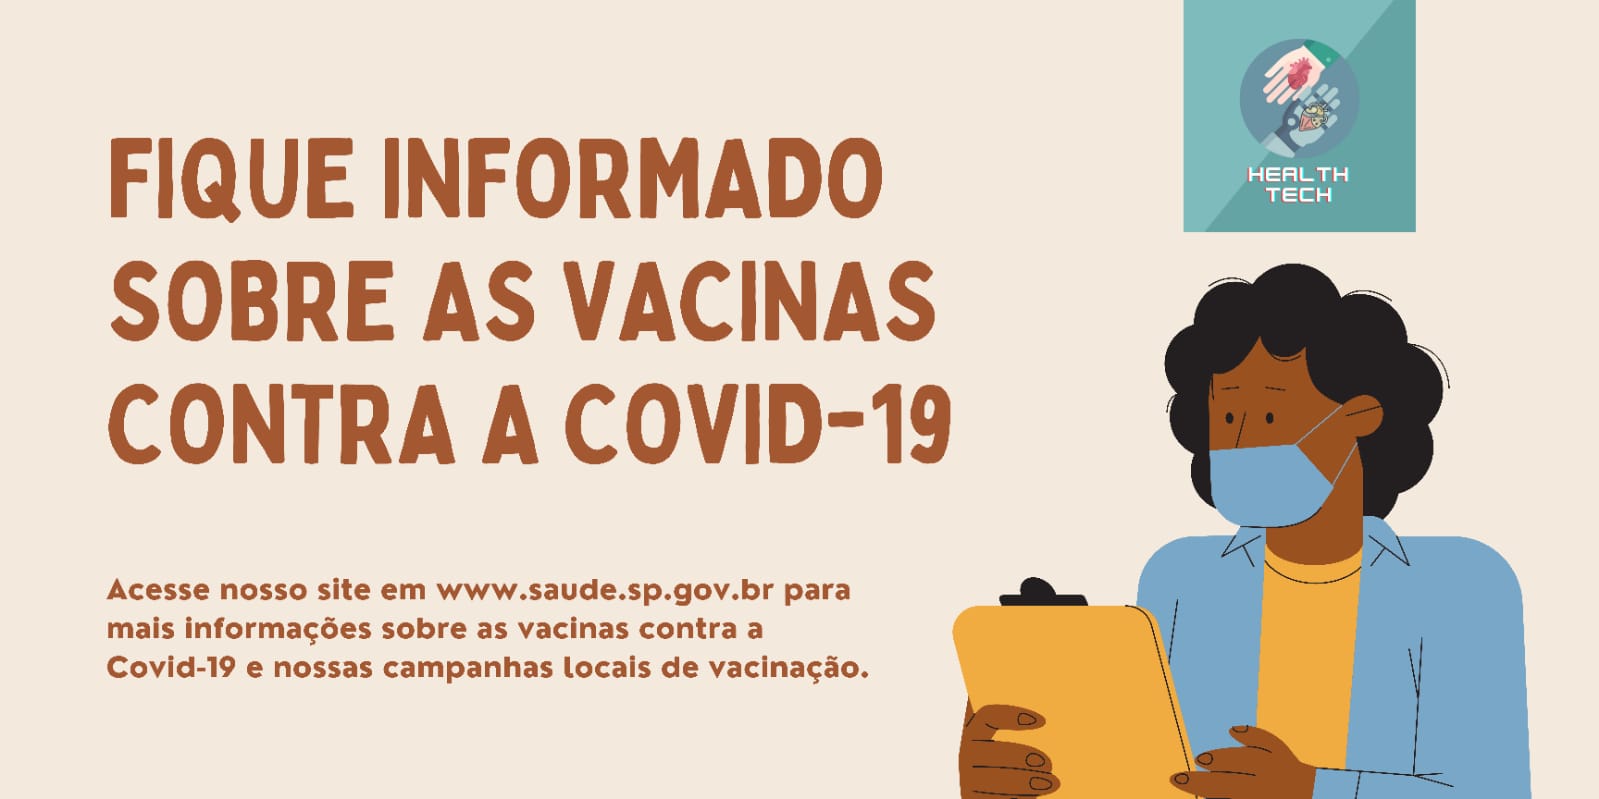 HEALTH
TECH
FIQUE INFORMADO
SOBRE AS VACINAS
CONTRA A COVID-19
Acesse nosso site em www.saude.sp.gov.br para
mais informações sobre as vacinas contra a
Covid-19 e nossas campanhas locais de vacinação.